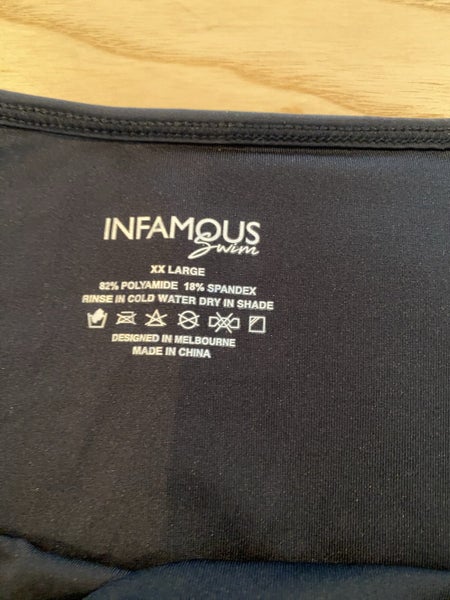 INFAMOUS
Swim
XX LARGE
82% POLYAMIDE 18% SPANDEX
RINSE IN COLD WATER DRY IN SHADE
DESIGNED IN MELBOURNE
MADE IN CHINA